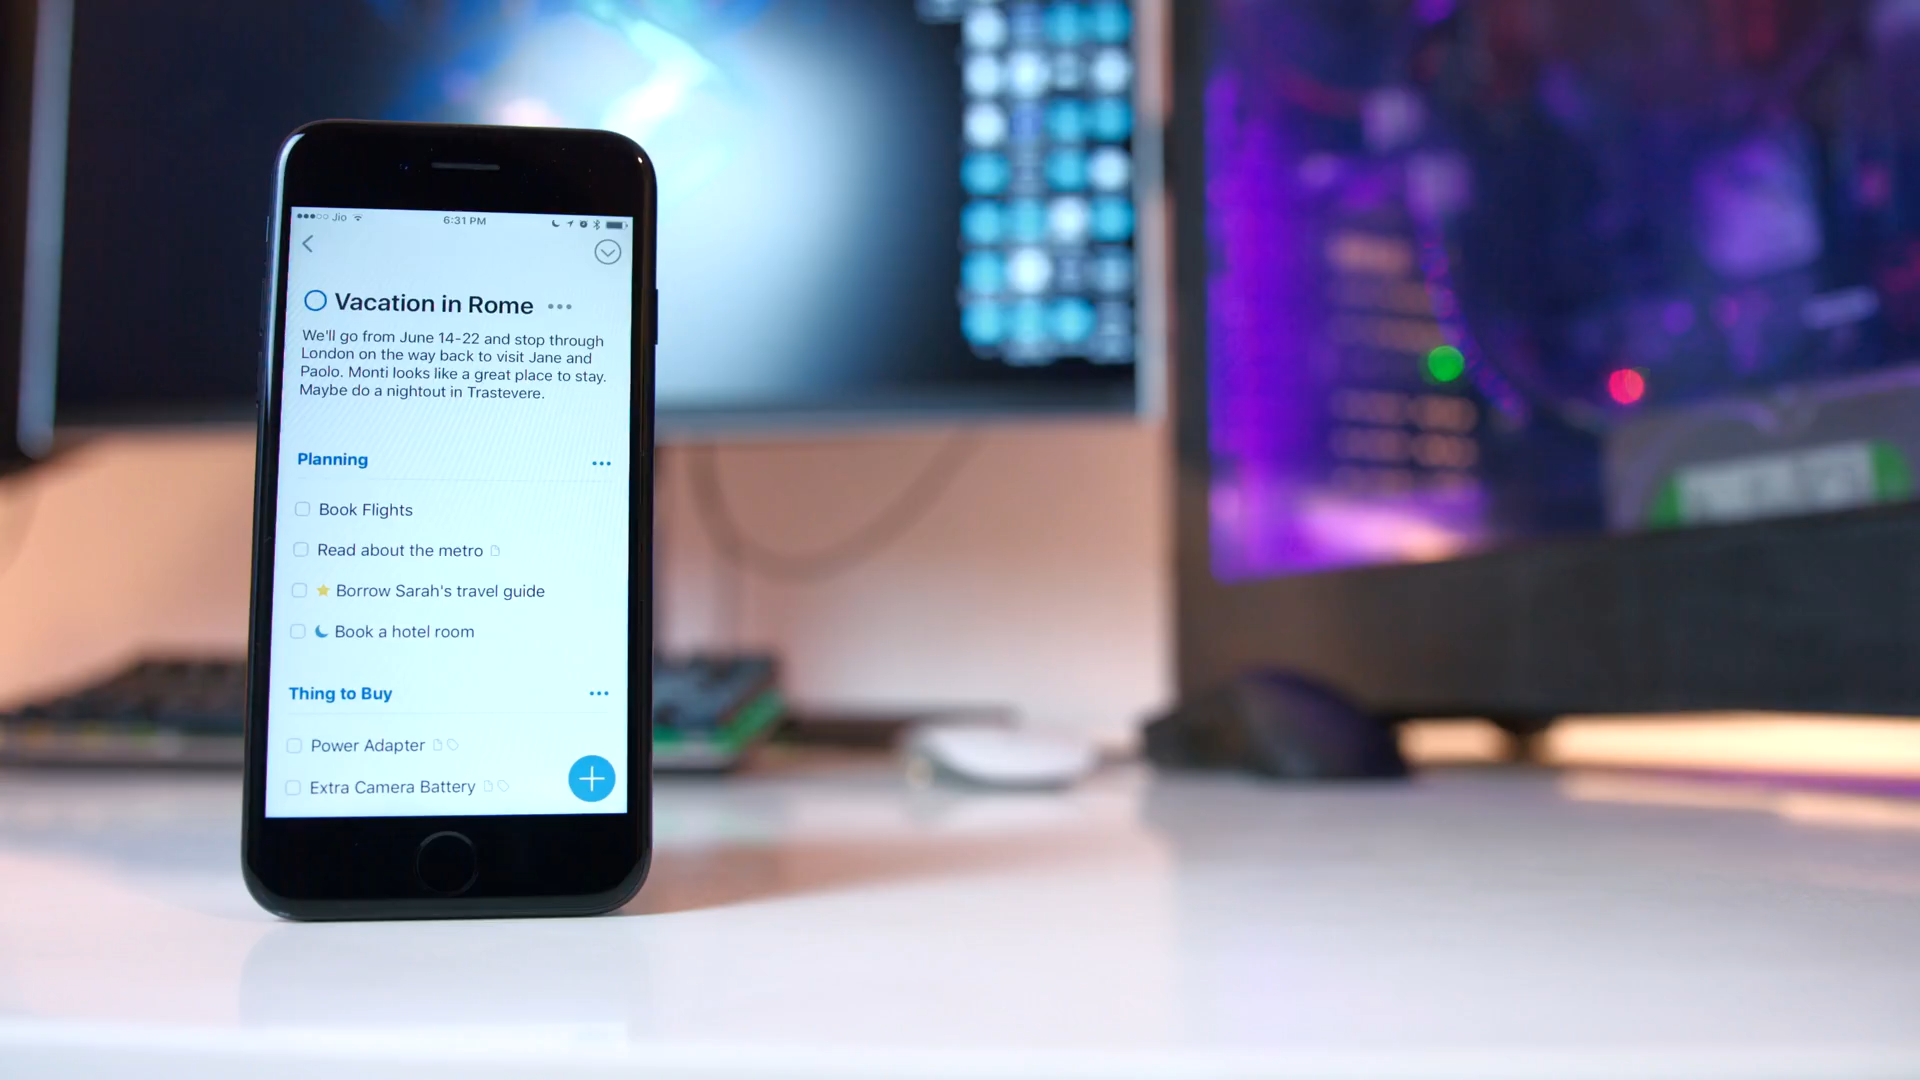 Jio 6:31 PM
Vacation in Rome
We'll go from June 14-22 and stop through
London on the way back to visit Jane and
Paolo. Monti looks like a great place to stay.
Maybe do a nightout in Trastevere.
Planning
Book Flights
Read about the metro
Borrow Sarah's travel guide
Book a hotel room
Thing to Buy
Power Adapter
Extra Camera Battery